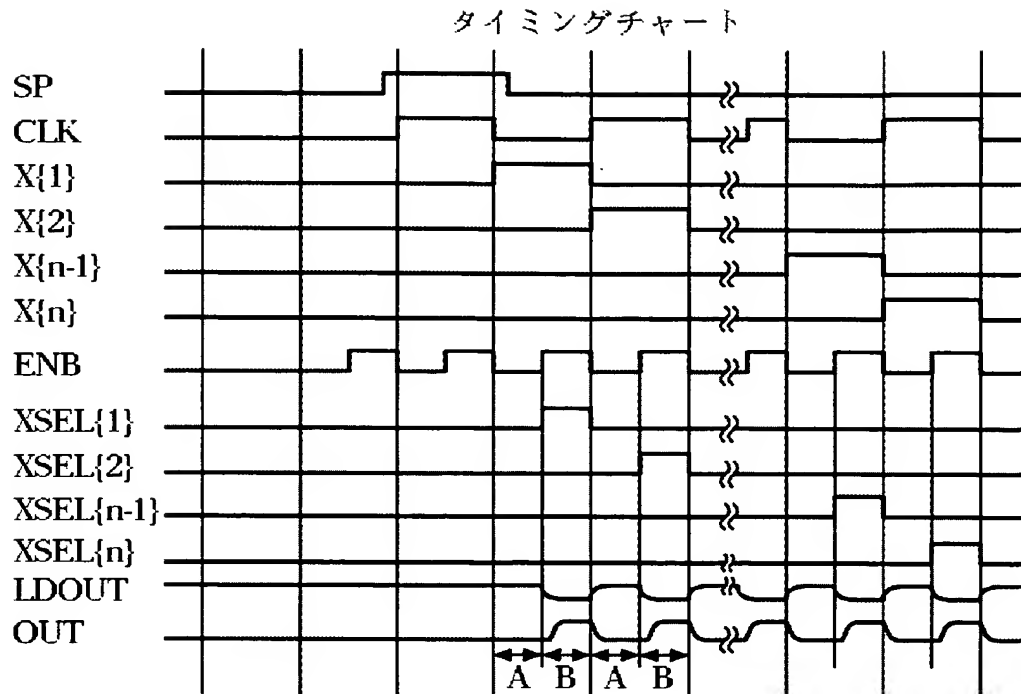 タイミングチャート
SP
CLK
X{1}
X{2}
X{n-1}
X{n}
ENB
XSEL{1}
XSEL{2}
XSEL{n-1}
XSEL{n}
LDOUT
OUT
A B A B